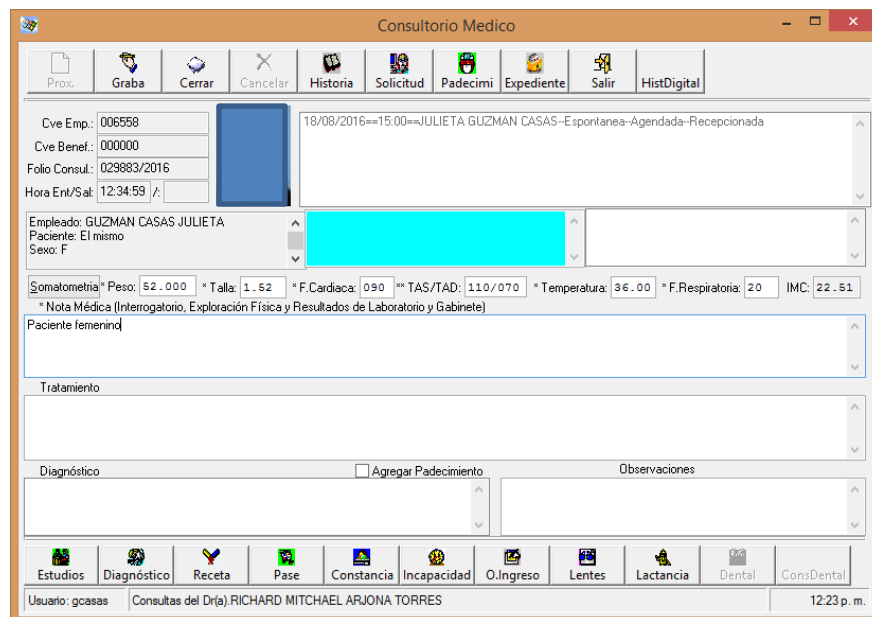 Consultorio Medico
Prox. Graba Cerrar Cancelar Historia Solicitud Padecimi Expediente Salir HistDigital
Cve Emp.: 006558
Cve Benef.: 000000
Folio Consul.: 029883/2016
Hora Ent/Sal: 12:34:59 /:
18/08/2016==15:00==JULIETA GUZMAN CASAS--Espontanea--Agendada--Recepcionada
Empleado: GUZMAN CASAS JULIETA
Paciente: El mismo
Sexo: F
Somatometria * Peso: 52.000 * Talla: 1.52 * F.Cardiaca: 090 ** TAS/TAD: 110/070 * Temperatura: 36.00 * F.Respiratoria: 20 IMC: 22.51
* Nota Médica (Interrogatorio, Exploración Física y Resultados de Laboratorio y Gabinete)
Paciente femenino
Tratamiento
Diagnóstico Agregar Padecimiento Observaciones
Estudios Diagnóstico Receta Pase Constancia Incapacidad O.Ingreso Lentes Lactancia Dental ConsDental
Usuario: gcasas Consultas del Dr(a).RICHARD MITCHAEL ARJONA TORRES 12:23 p. m.